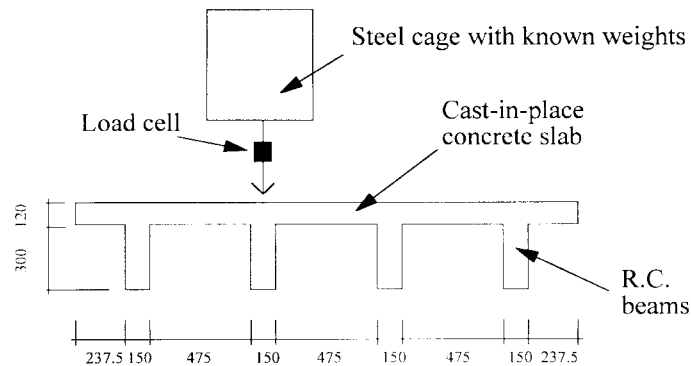 Steel cage with known weights
Load cell
Cast-in-place
concrete slab
120
300
R.C.
beams
237.5 150 475 150 475 150 475 150 237.5